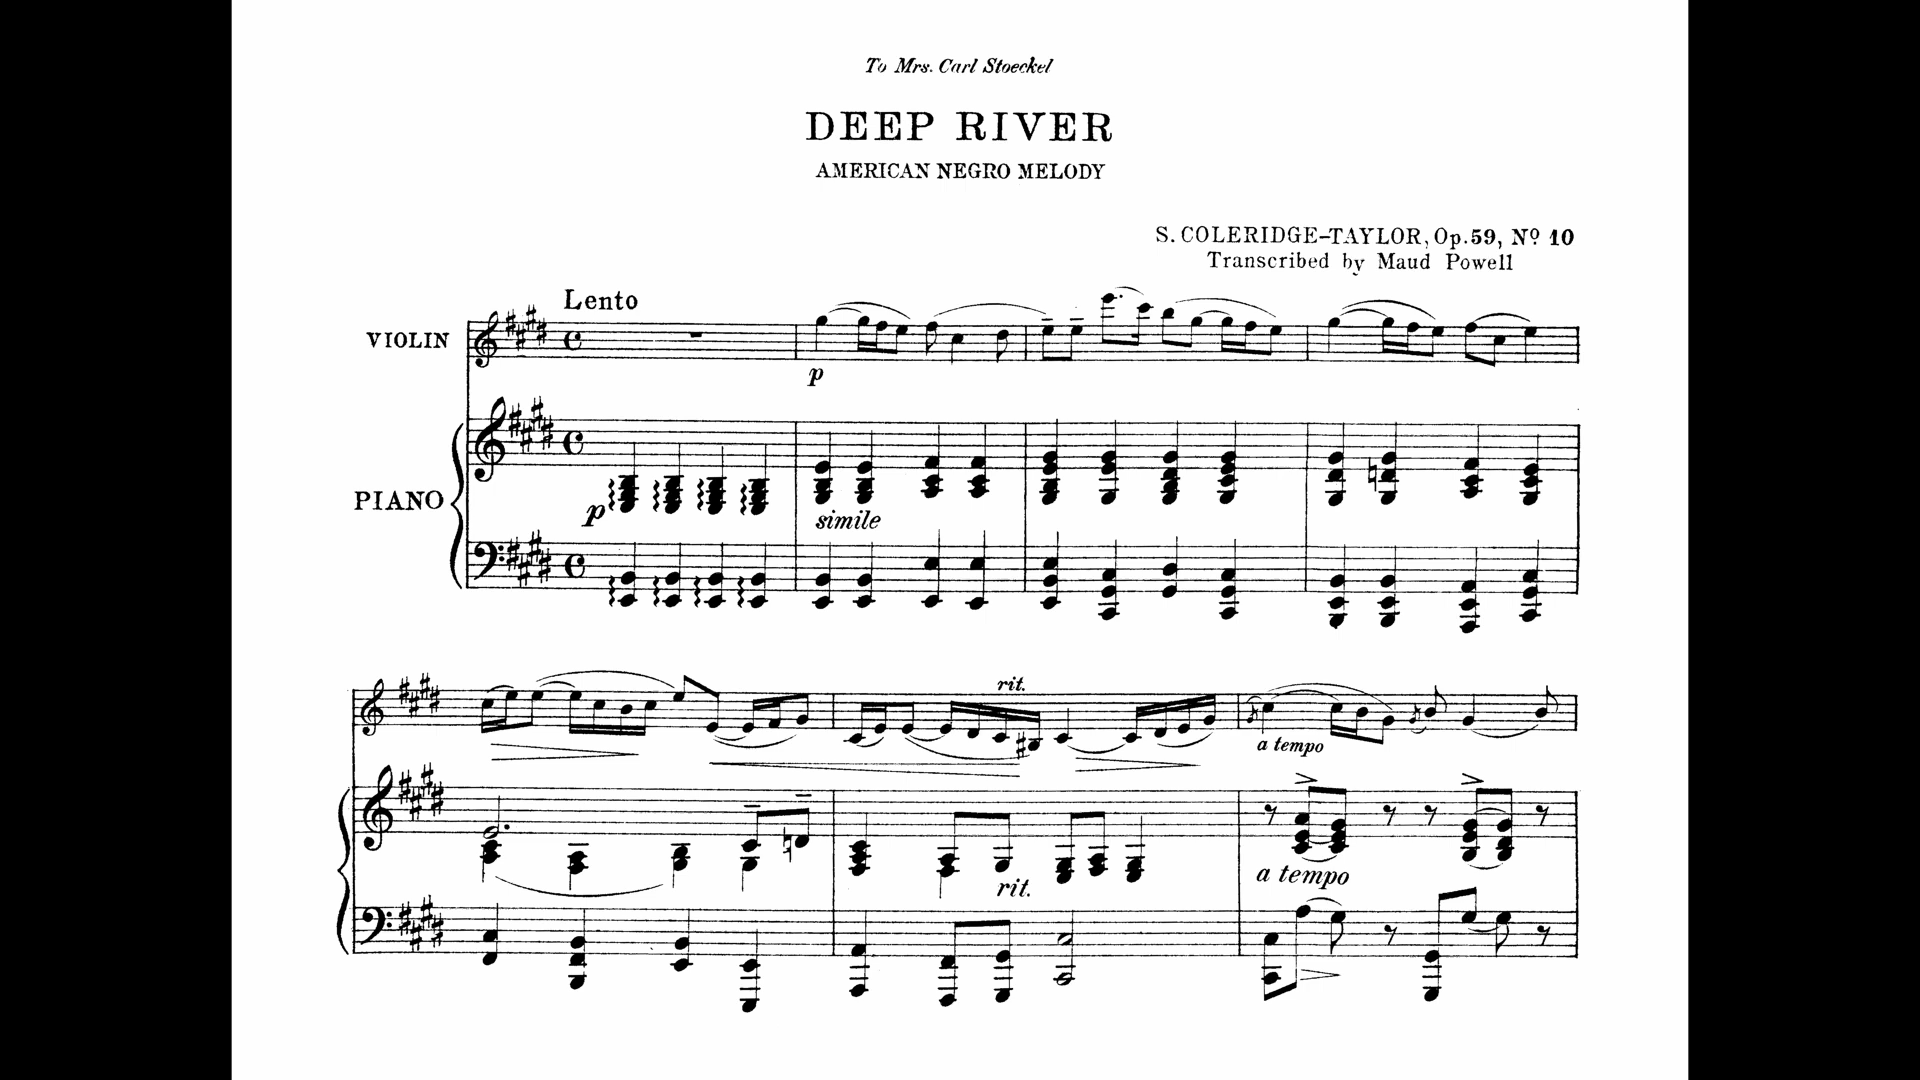 To Mrs. Carl Stoeckel
DEEP RIVER
AMERICAN NEGRO MELODY
S. COLERIDGE-TAYLOR, Op. 59, Nº 10
Transcribed by Maud Powell
Lento
VIOLIN
p
PIANO
p
simile
rit.
a tempo
rit.
a tempo